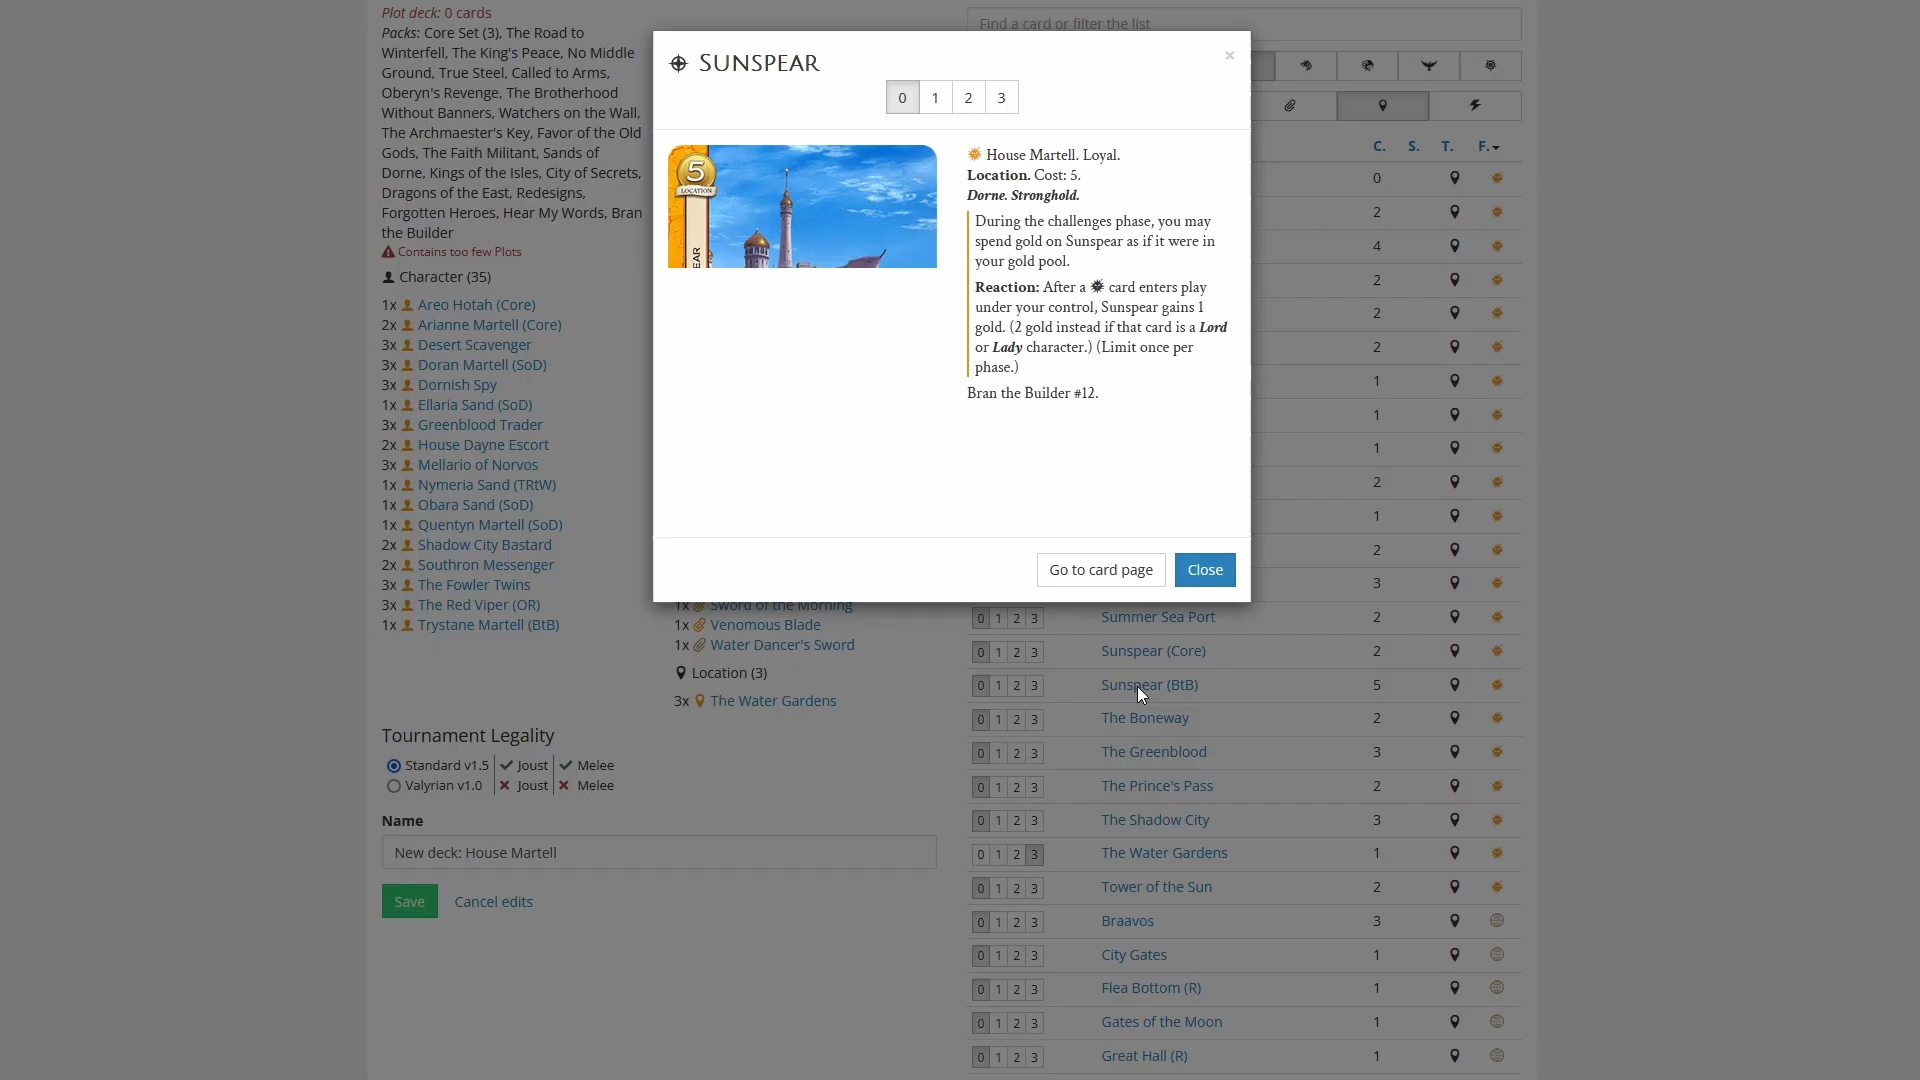 Plot deck: 0 cards
Packs: Core Set (3), The Road to
Winterfell, The King's Peace, No Middle
Ground, True Steel, Called to Arms,
Oberyn's Revenge, The Brotherhood
Without Banners, Watchers on the Wall,
The Archmaester's Key, Favor of the Old
Gods, The Faith Militant, Sands of
Dorne, Kings of the Isles, City of Secrets,
Dragons of the East, Redesigns,
Forgotten Heroes, Hear My Words, Bran
the Builder
Contains too few Plots
Character (35)
1x Areo Hotah (Core)
2x Arianne Martell (Core)
3x Desert Scavenger
3x Doran Martell (SoD)
3x Dornish Spy
1x Ellaria Sand (SoD)
3x Greenblood Trader
2x House Dayne Escort
3x Mellario of Norvos
1x Nymeria Sand (TRtW)
1x Obara Sand (SoD)
1x Quentyn Martell (SoD)
2x Shadow City Bastard
2x Southron Messenger
3x The Fowler Twins
3x The Red Viper (OR)
1x Trystane Martell (BtB)
1x Sword of the Morning
1x Venomous Blade
1x Water Dancer's Sword
Location (3)
3x The Water Gardens
Tournament Legality
Standard v1.5 Joust Melee
Valyrian v1.0 Joust Melee
Name
New deck: House Martell
Save Cancel edits
SUNSPEAR ×
0 1 2 3
5
LOCATION
EAR
House Martell. Loyal.
Location. Cost: 5.
Dorne. Stronghold.
During the challenges phase, you may
spend gold on Sunspear as if it were in
your gold pool.
Reaction: After a card enters play
under your control, Sunspear gains 1
gold. (2 gold instead if that card is a Lord
or Lady character.) (Limit once per
phase.)
Bran the Builder #12.
Go to card page Close
Find a card or filter the list
C. S. T. F.
0
2
4
2
2
2
1
1
1
2
1
2
3
0 1 2 3 Summer Sea Port 2
0 1 2 3 Sunspear (Core) 2
0 1 2 3 Sunspear (BtB) 5
0 1 2 3 The Boneway 2
0 1 2 3 The Greenblood 3
0 1 2 3 The Prince's Pass 2
0 1 2 3 The Shadow City 3
0 1 2 3 The Water Gardens 1
0 1 2 3 Tower of the Sun 2
0 1 2 3 Braavos 3
0 1 2 3 City Gates 1
0 1 2 3 Flea Bottom (R) 1
0 1 2 3 Gates of the Moon 1
0 1 2 3 Great Hall (R) 1